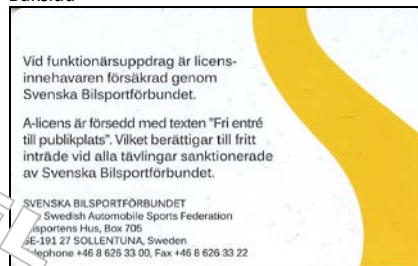 Vid funktionärsuppdrag är licens-
innehavaren försäkrad genom
Svenska Bilsportförbundet.
A-licens är försedd med texten "Fri entré
till publikplats". Vilket berättigar till fritt
inträde vid alla tävlingar sanktionerade
av Svenska Bilsportförbundet.
SVENSKA BILSPORTFÖRBUNDET
Swedish Automobile Sports Federation
Hus, Box 705
SE-191 27 SOLLENTUNA, Sweden
Telephone +46 8 626 33 00, Fax +46 8 626 33 22